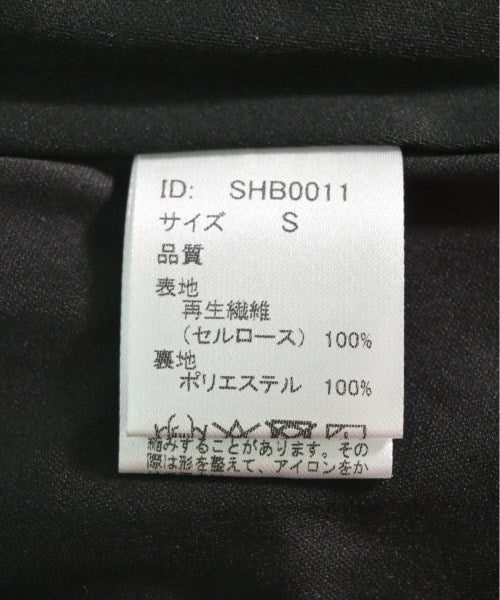 ID: SHB0011
サイズ S
品質
表地
再生繊維
(セルロース) 100%
裏地
ポリエステル 100%
縮みすることがあります。その
際は形を整えて、アイロンをか